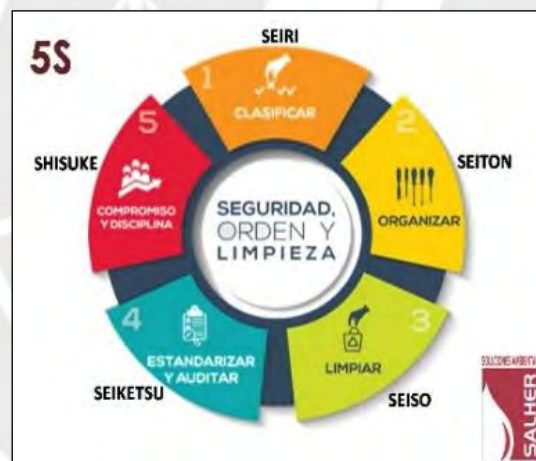 5S
SEIRI
1
CLASIFICAR
SEITON
2
ORGANIZAR
3
LIMPIAR
SEISO
4
ESTANDARIZAR
Y AUDITAR
SEIKETSU
5
COMPROMISO
Y DISCIPLINA
SHISUKE
SEGURIDAD,
ORDEN Y
LIMPIEZA
SALHER